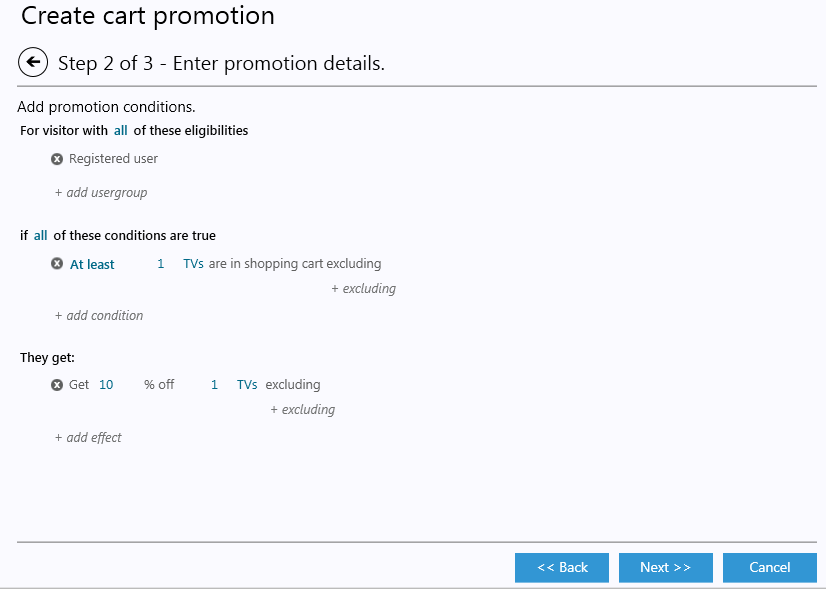 Create cart promotion
Step 2 of 3 - Enter promotion details.
Add promotion conditions.
For visitor with all of these eligibilities
Registered user
+ add usergroup
if all of these conditions are true
At least 1 TVs are in shopping cart excluding
+ excluding
+ add condition
They get:
Get 10 % off 1 TVs excluding
+ excluding
+ add effect
<< Back Next >> Cancel